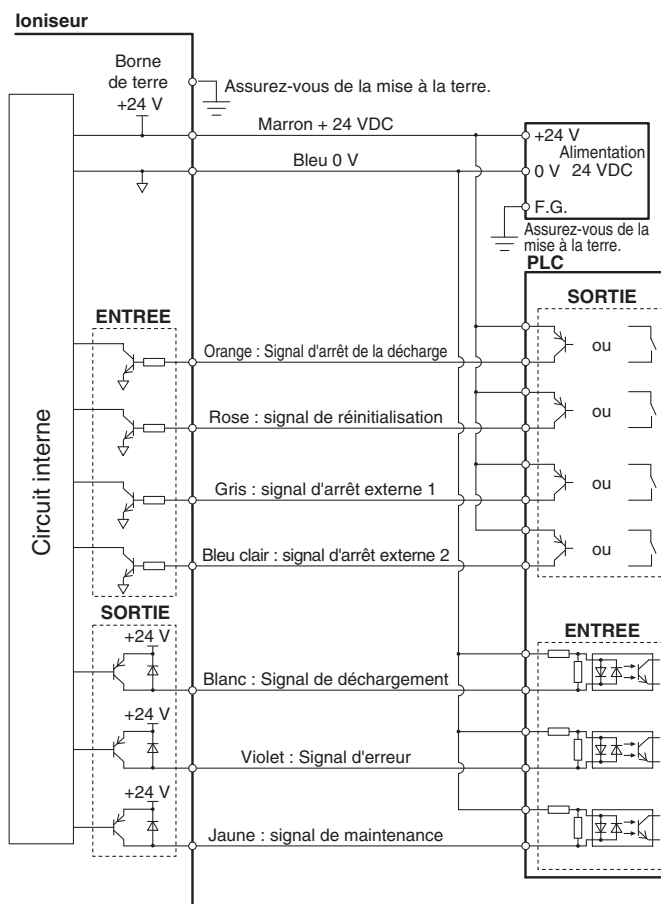 Ioniseur
Borne
de terre
+24 V
Assurez-vous de la mise à la terre.
Marron + 24 VDC
Bleu 0 V
+24 V
Alimentation
0 V 24 VDC
F.G.
Assurez-vous de la
mise à la terre.
PLC
SORTIE
ENTREE
Circuit interne
Orange : Signal d'arrêt de la décharge
ou
Rose : signal de réinitialisation
ou
Gris : signal d'arrêt externe 1
ou
Bleu clair : signal d'arrêt externe 2
ou
SORTIE
ENTREE
+24 V
Blanc : Signal de déchargement
+24 V
Violet : Signal d'erreur
+24 V
Jaune : signal de maintenance